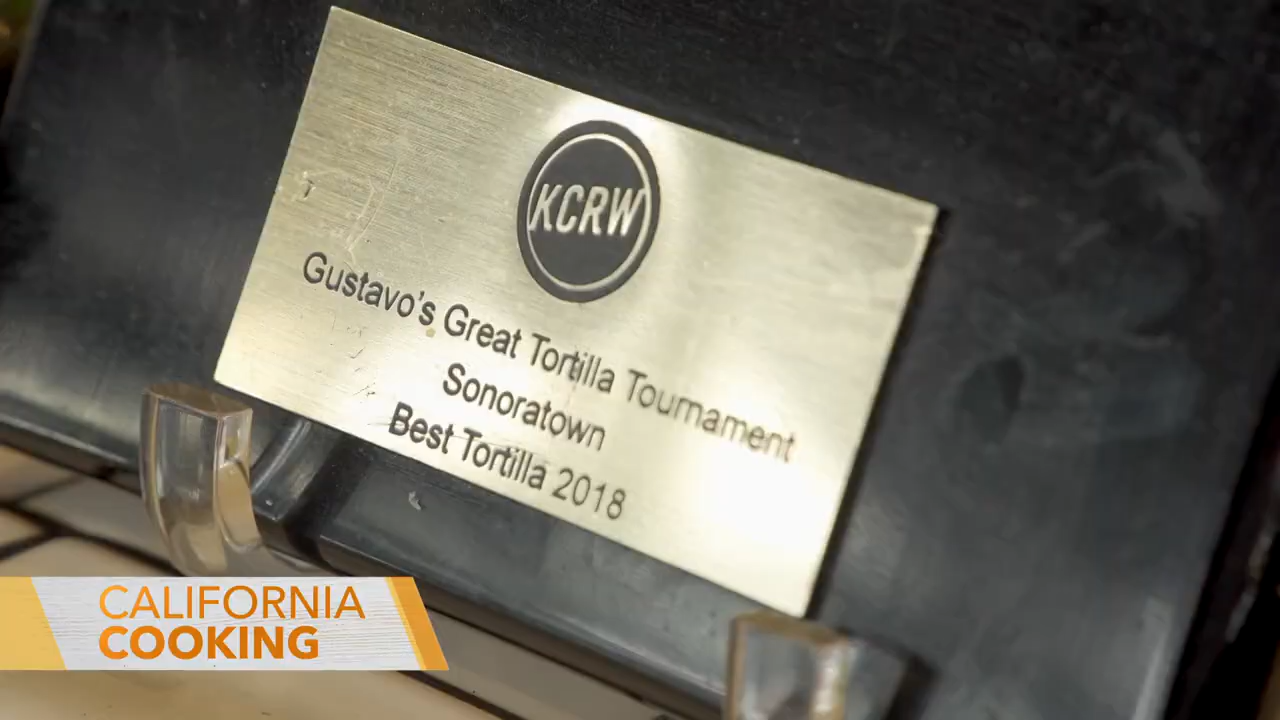 KCRW
Gustavo's Great Tortilla Tournament
Sonoratown
Best Tortilla 2018
CALIFORNIA
COOKING